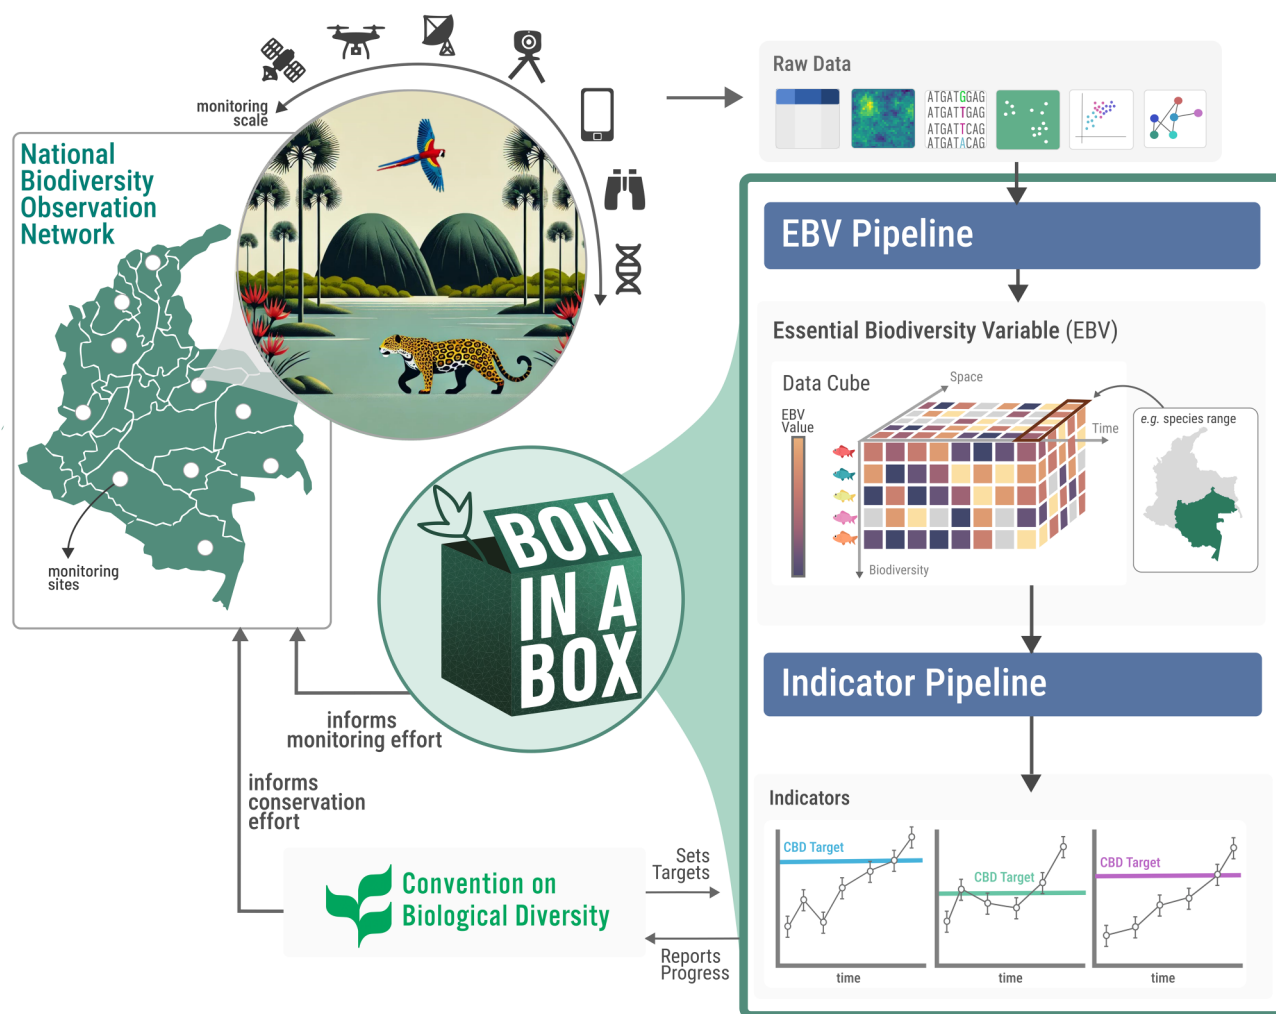 monitoring
scale
National
Biodiversity
Observation
Network
monitoring
sites
Raw Data
ATGATGGAG
ATGATTGAG
ATGATTCAG
ATGATACAG
EBV Pipeline
Essential Biodiversity Variable (EBV)
Data Cube
EBV
Value
Space
Time
Biodiversity
e.g. species range
BON
IN A
BOX
informs
monitoring effort
informs
conservation
effort
Indicator Pipeline
Indicators
CBD Target
time
CBD Target
time
CBD Target
time
Convention on
Biological Diversity
Sets
Targets
Reports
Progress